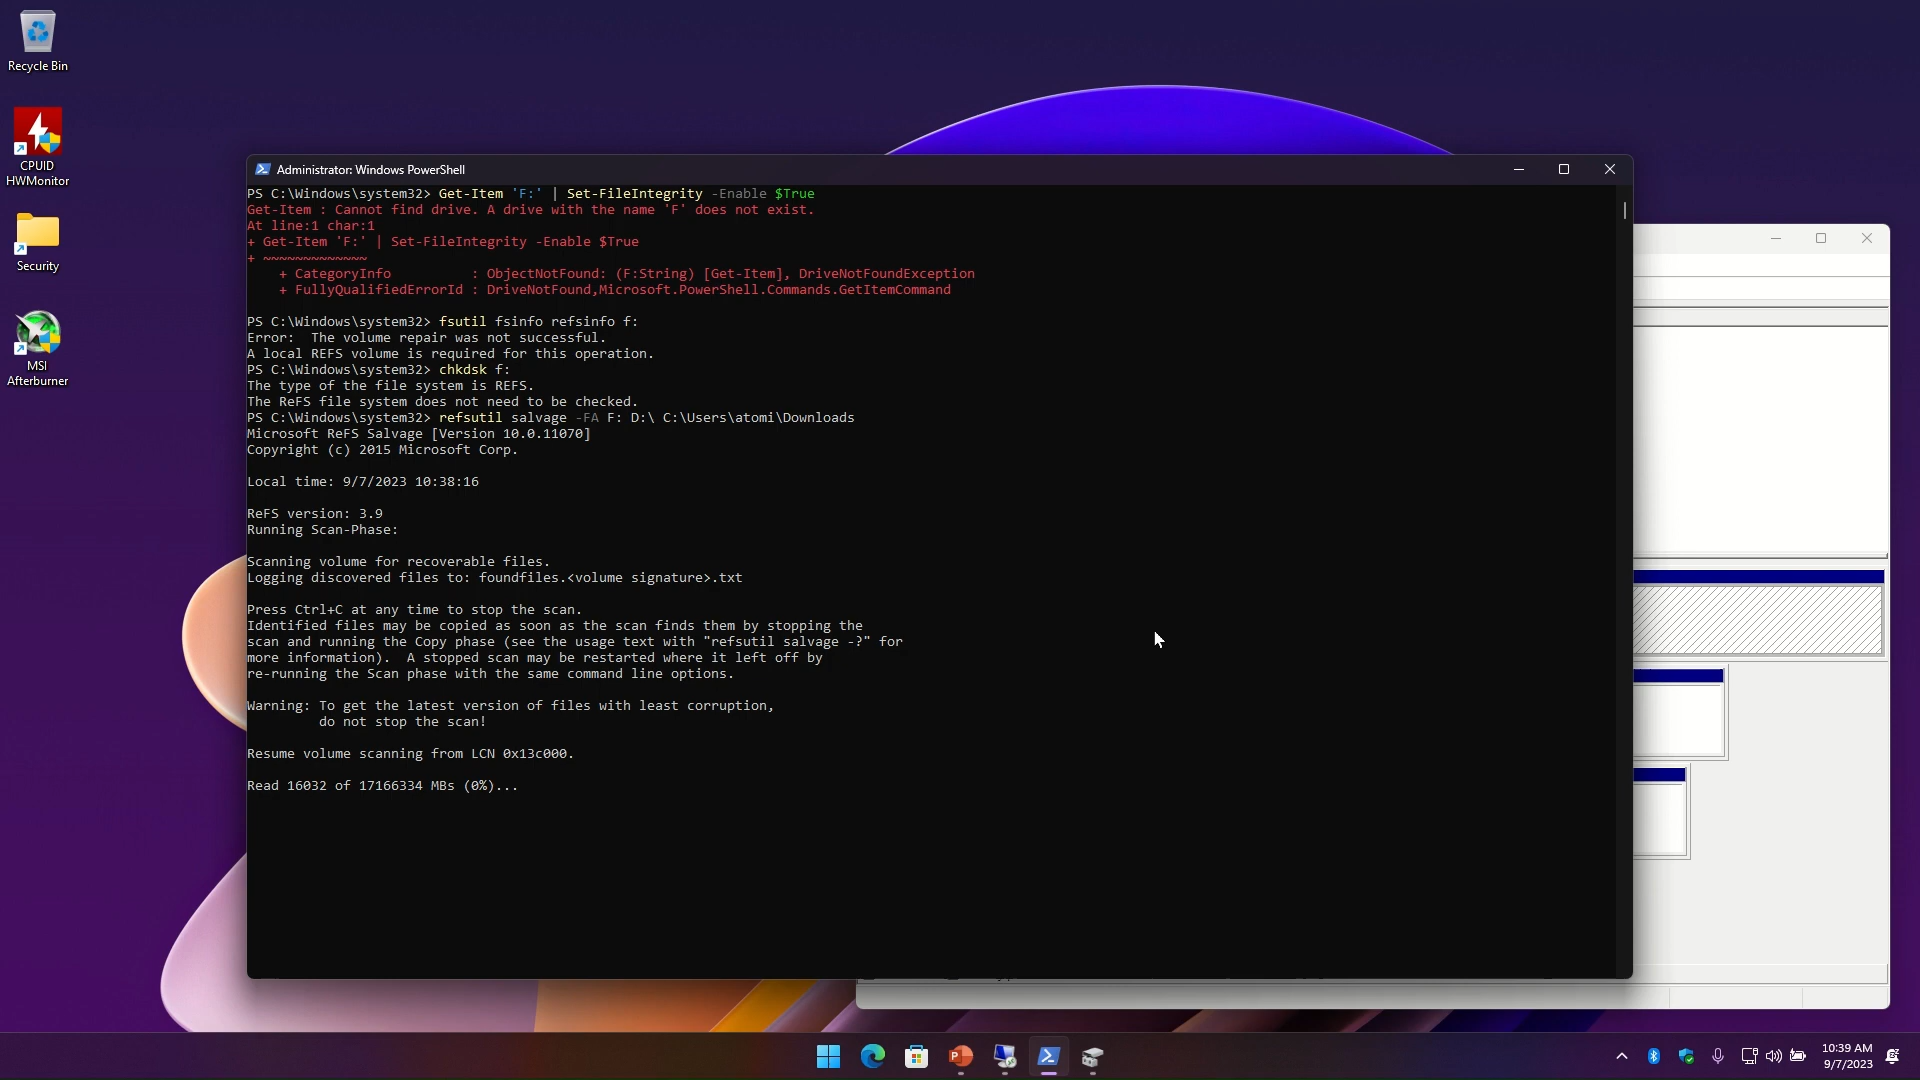 Recycle Bin
CPUID
HWMonitor
Security
MSI
Afterburner
Administrator: Windows PowerShell
PS C:\Windows\system32> Get-Item 'F:' | Set-FileIntegrity -Enable $True
Get-Item : Cannot find drive. A drive with the name 'F' does not exist.
At line:1 char:1
+ Get-Item 'F:' | Set-FileIntegrity -Enable $True
+ ~~~~~~~~~~~~~
    + CategoryInfo          : ObjectNotFound: (F:String) [Get-Item], DriveNotFoundException
    + FullyQualifiedErrorId : DriveNotFound,Microsoft.PowerShell.Commands.GetItemCommand
PS C:\Windows\system32> fsutil fsinfo refsinfo f:
Error:  The volume repair was not successful.
A local REFS volume is required for this operation.
PS C:\Windows\system32> chkdsk f:
The type of the file system is REFS.
The ReFS file system does not need to be checked.
PS C:\Windows\system32> refsutil salvage -FA F: D:\ C:\Users\atomi\Downloads
Microsoft ReFS Salvage [Version 10.0.11070]
Copyright (c) 2015 Microsoft Corp.
Local time: 9/7/2023 10:38:16
ReFS version: 3.9
Running Scan-Phase:
Scanning volume for recoverable files.
Logging discovered files to: foundfiles.<volume signature>.txt
Press Ctrl+C at any time to stop the scan.
Identified files may be copied as soon as the scan finds them by stopping the
scan and running the Copy phase (see the usage text with "refsutil salvage -?" for
more information).  A stopped scan may be restarted where it left off by
re-running the Scan phase with the same command line options.
Warning: To get the latest version of files with least corruption,
         do not stop the scan!
Resume volume scanning from LCN 0x13c000.
Read 16032 of 17166334 MBs (0%)...
10:39 AM
9/7/2023